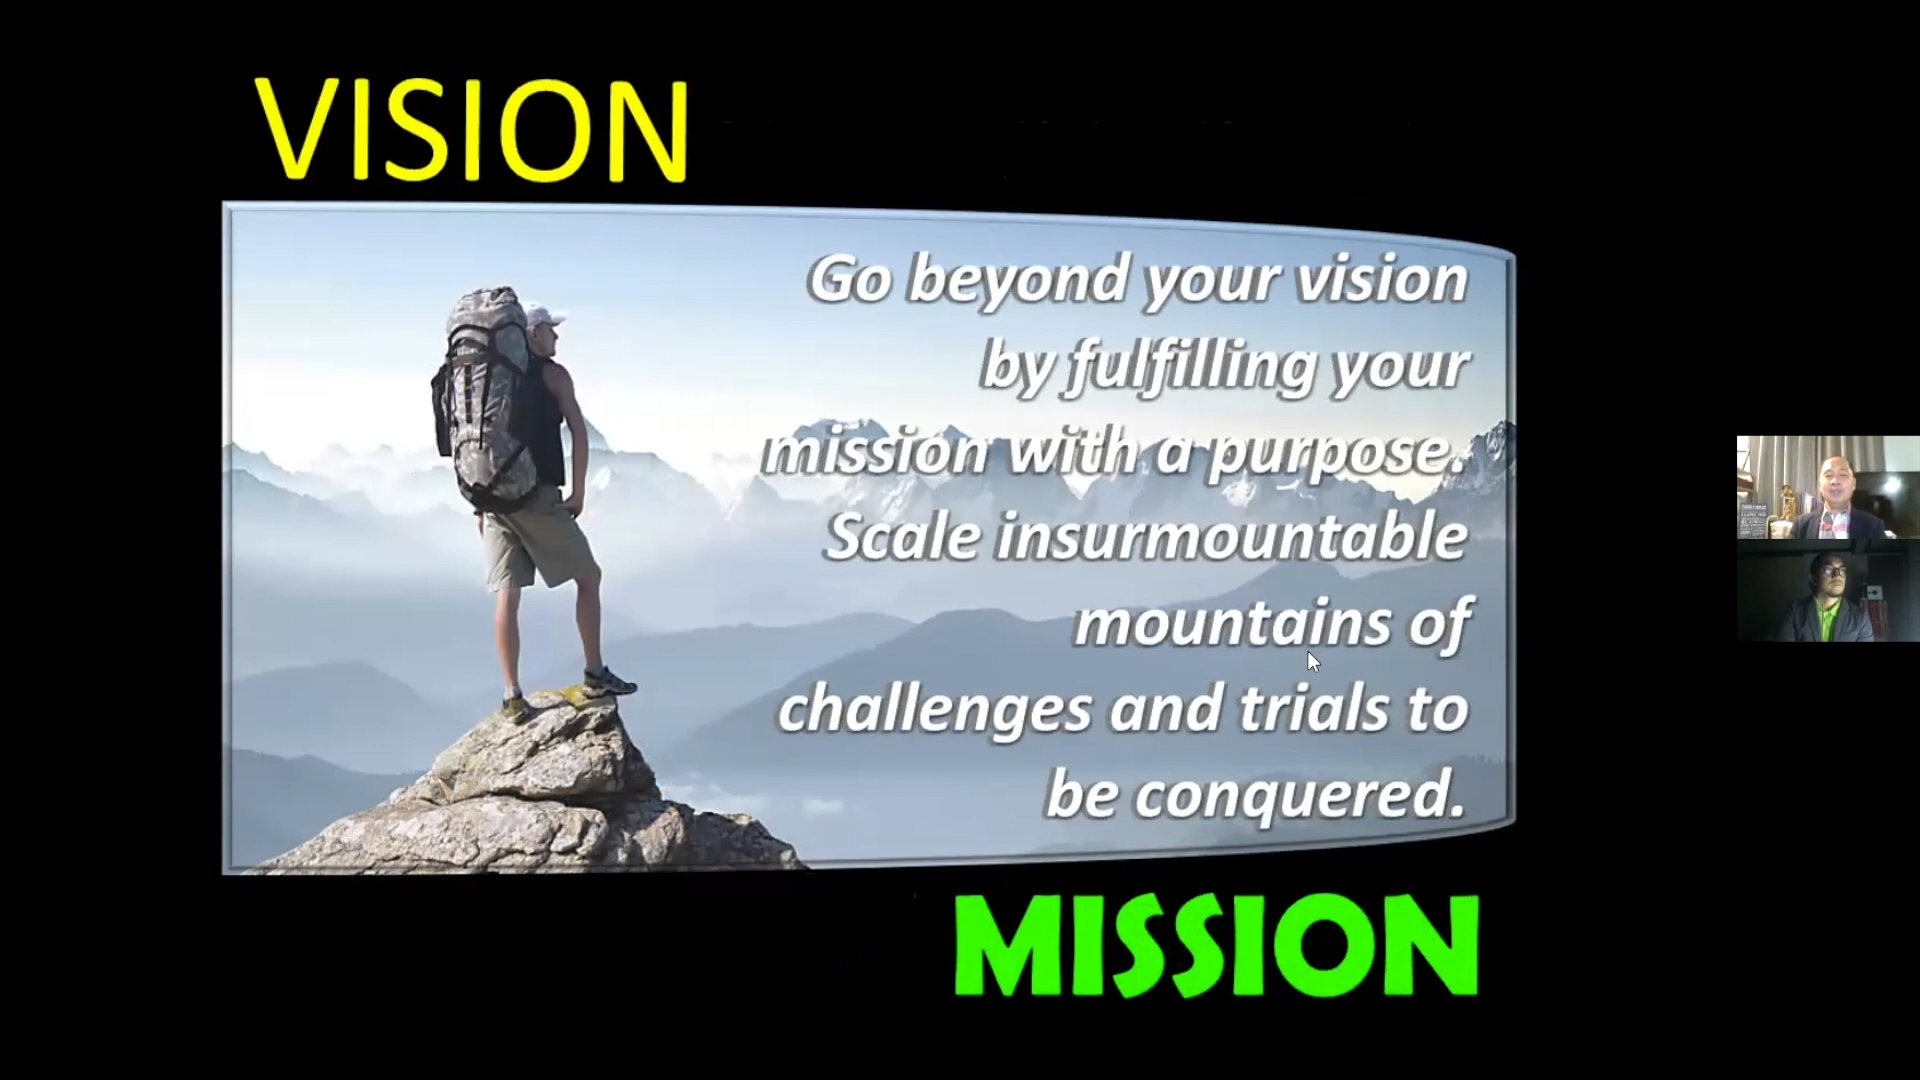 VISION
Go beyond your vision
by fulfilling your
mission with a purpose.
Scale insurmountable
mountains of
challenges and trials to
be conquered.
MISSION